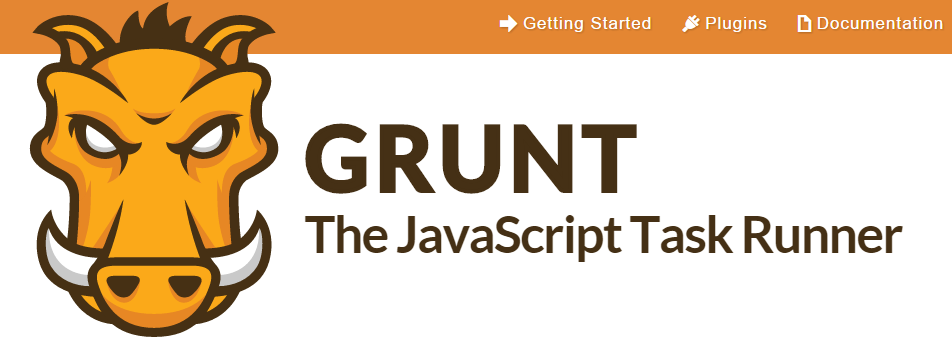 Getting Started Plugins Documentation
GRUNT
The JavaScript Task Runner